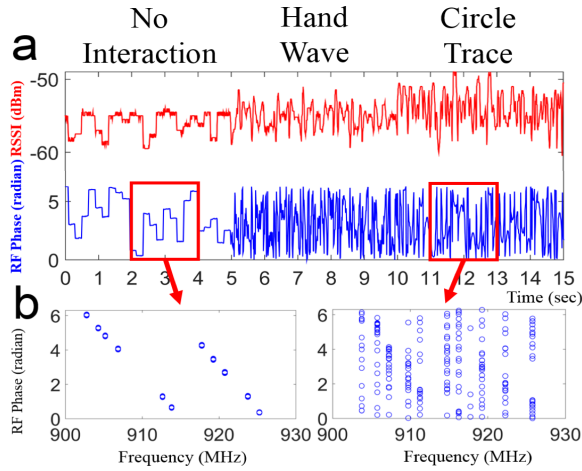 No Interaction
Hand Wave
Circle Trace
a
RF Phase (radian) RSSI (dBm)
-50
-60
5
0
0 1 2 3 4 5 6 7 8 9 10 11 12 13 14 15
Time (sec)
b
RF Phase (radian)
6
4
2
0
900 910 920 930
Frequency (MHz)
6
4
2
0
900 910 920 930
Frequency (MHz)